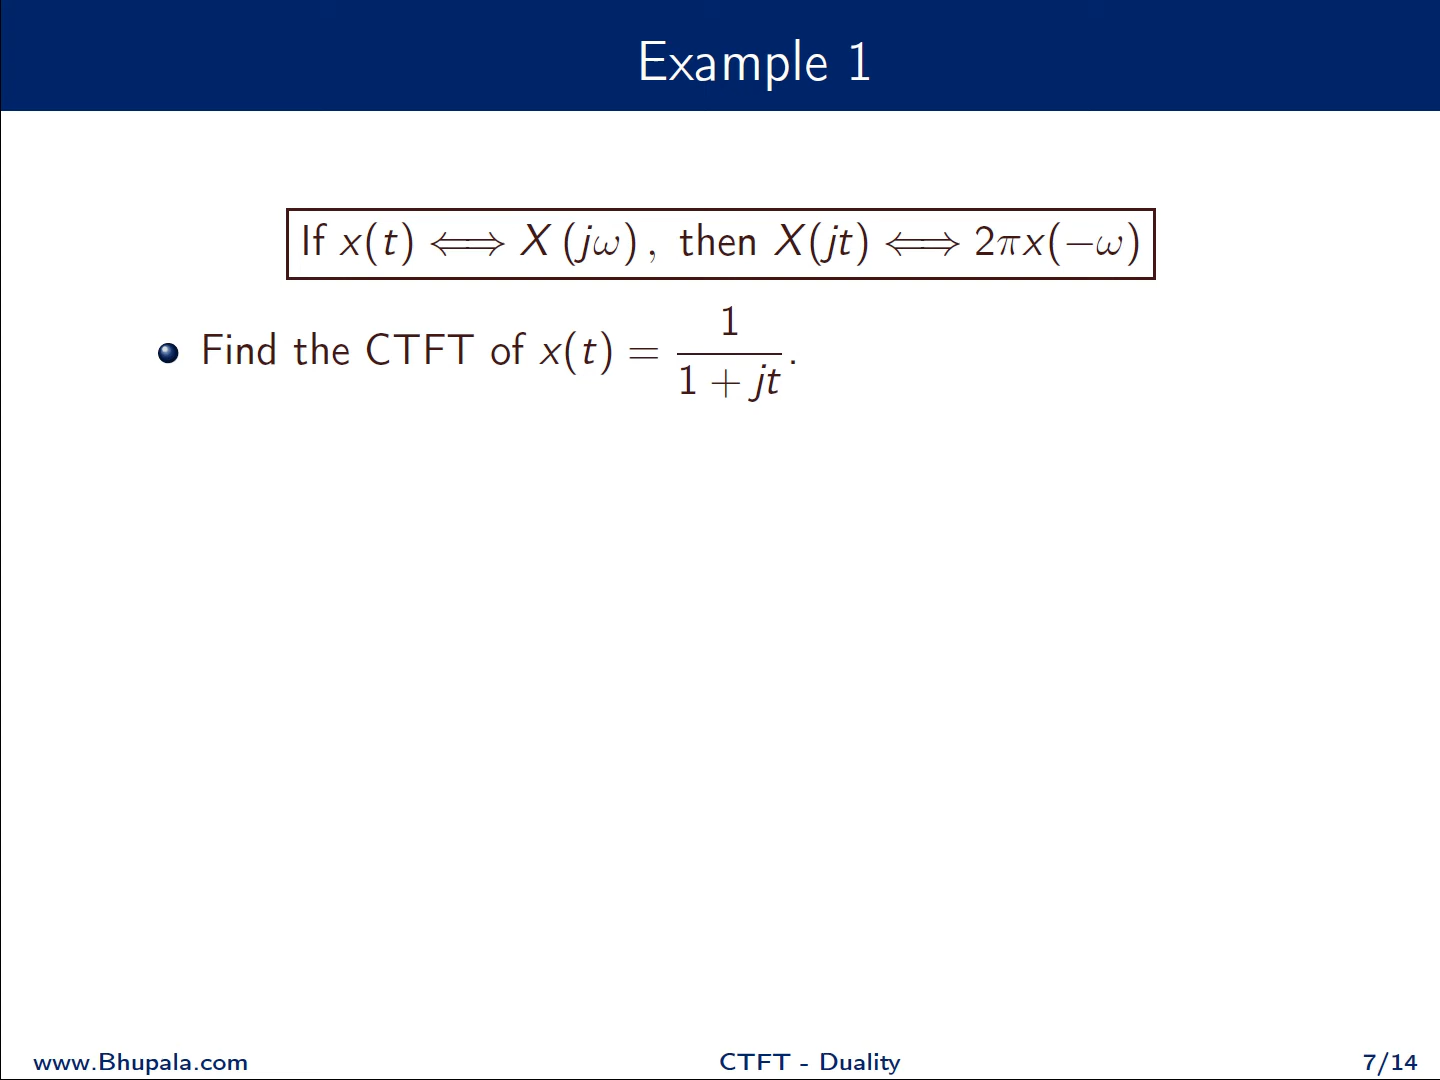 Example 1
If x(t) ⟺ X (jω) , then X(jt) ⟺ 2πx(−ω)
Find the CTFT of x(t) = 1 / (1 + jt) .
www.Bhupala.com CTFT - Duality 7/14